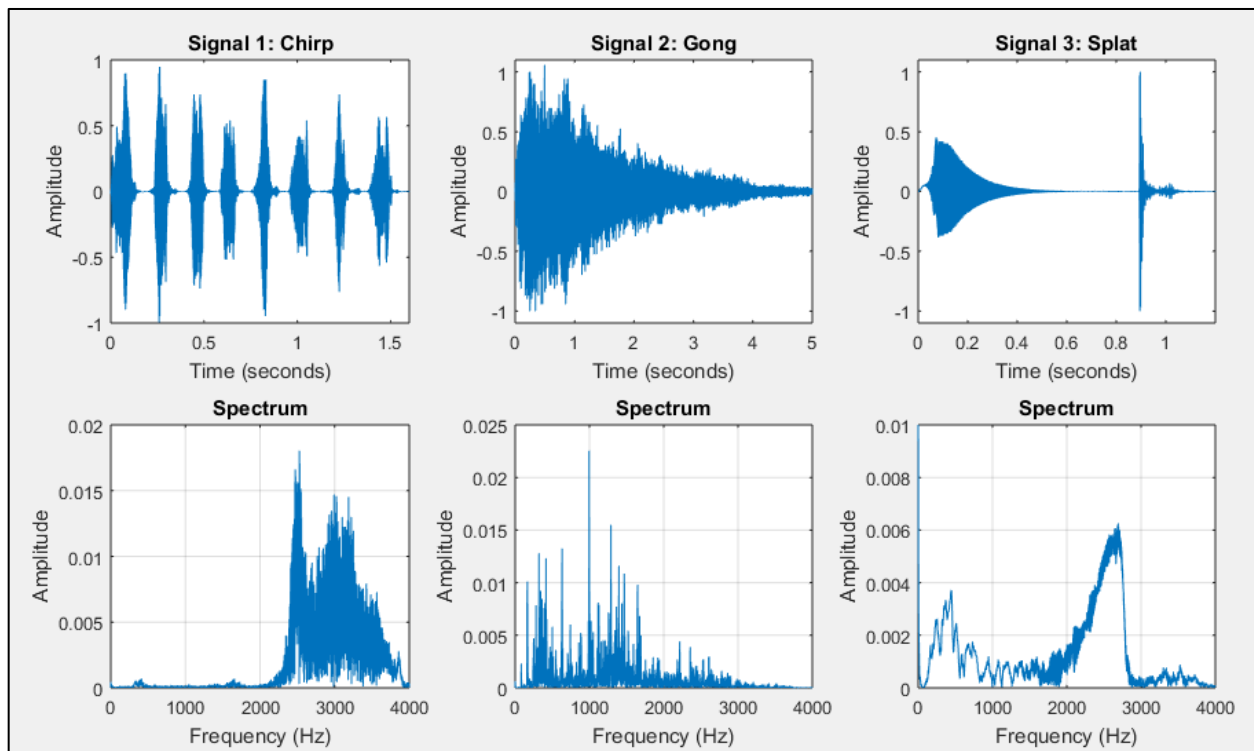 Signal 1: Chirp
1
0.5
0
-0.5
-1
Amplitude
0 0.5 1 1.5
Time (seconds)
Signal 2: Gong
1
0.5
0
-0.5
-1
Amplitude
0 1 2 3 4 5
Time (seconds)
Signal 3: Splat
1
0.5
0
-0.5
-1
Amplitude
0 0.2 0.4 0.6 0.8 1
Time (seconds)
Spectrum
0.02
0.015
0.01
0.005
0
Amplitude
0 1000 2000 3000 4000
Frequency (Hz)
Spectrum
0.025
0.02
0.015
0.01
0.005
0
Amplitude
0 1000 2000 3000 4000
Frequency (Hz)
Spectrum
0.01
0.008
0.006
0.004
0.002
0
Amplitude
0 1000 2000 3000 4000
Frequency (Hz)